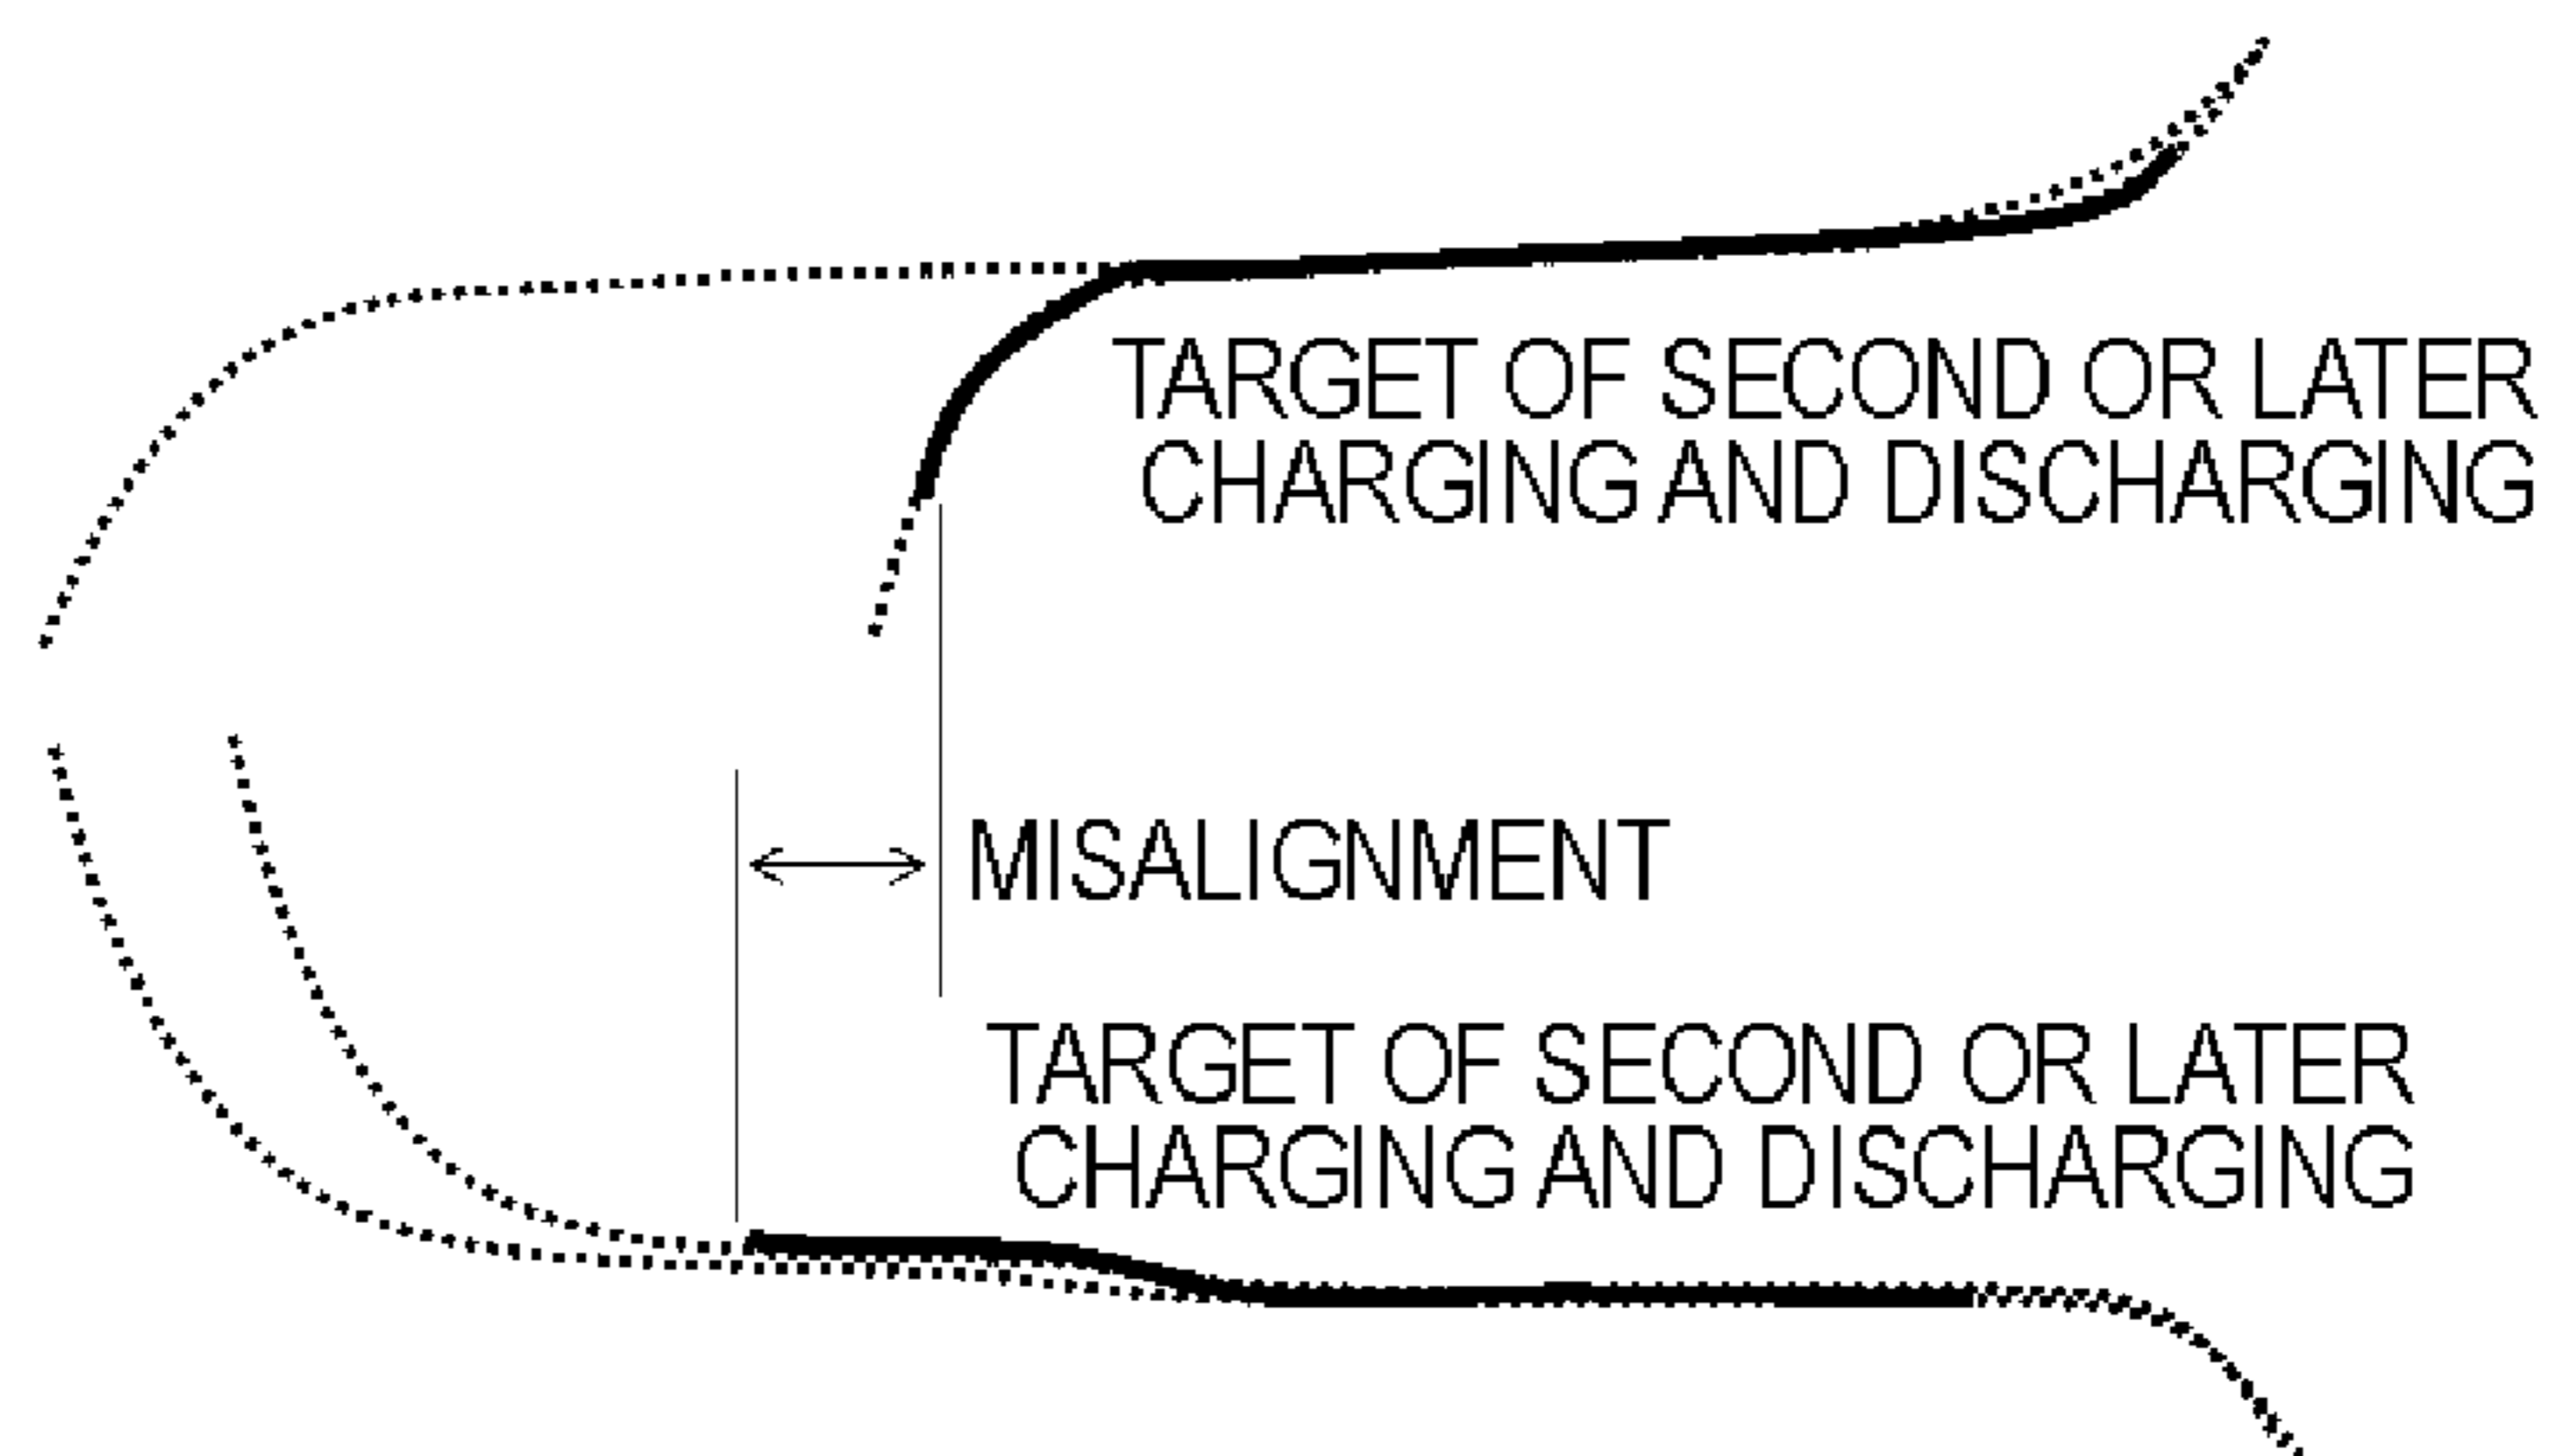 TARGET OF SECOND OR LATER
CHARGING AND DISCHARGING
MISALIGNMENT
TARGET OF SECOND OR LATER
CHARGING AND DISCHARGING